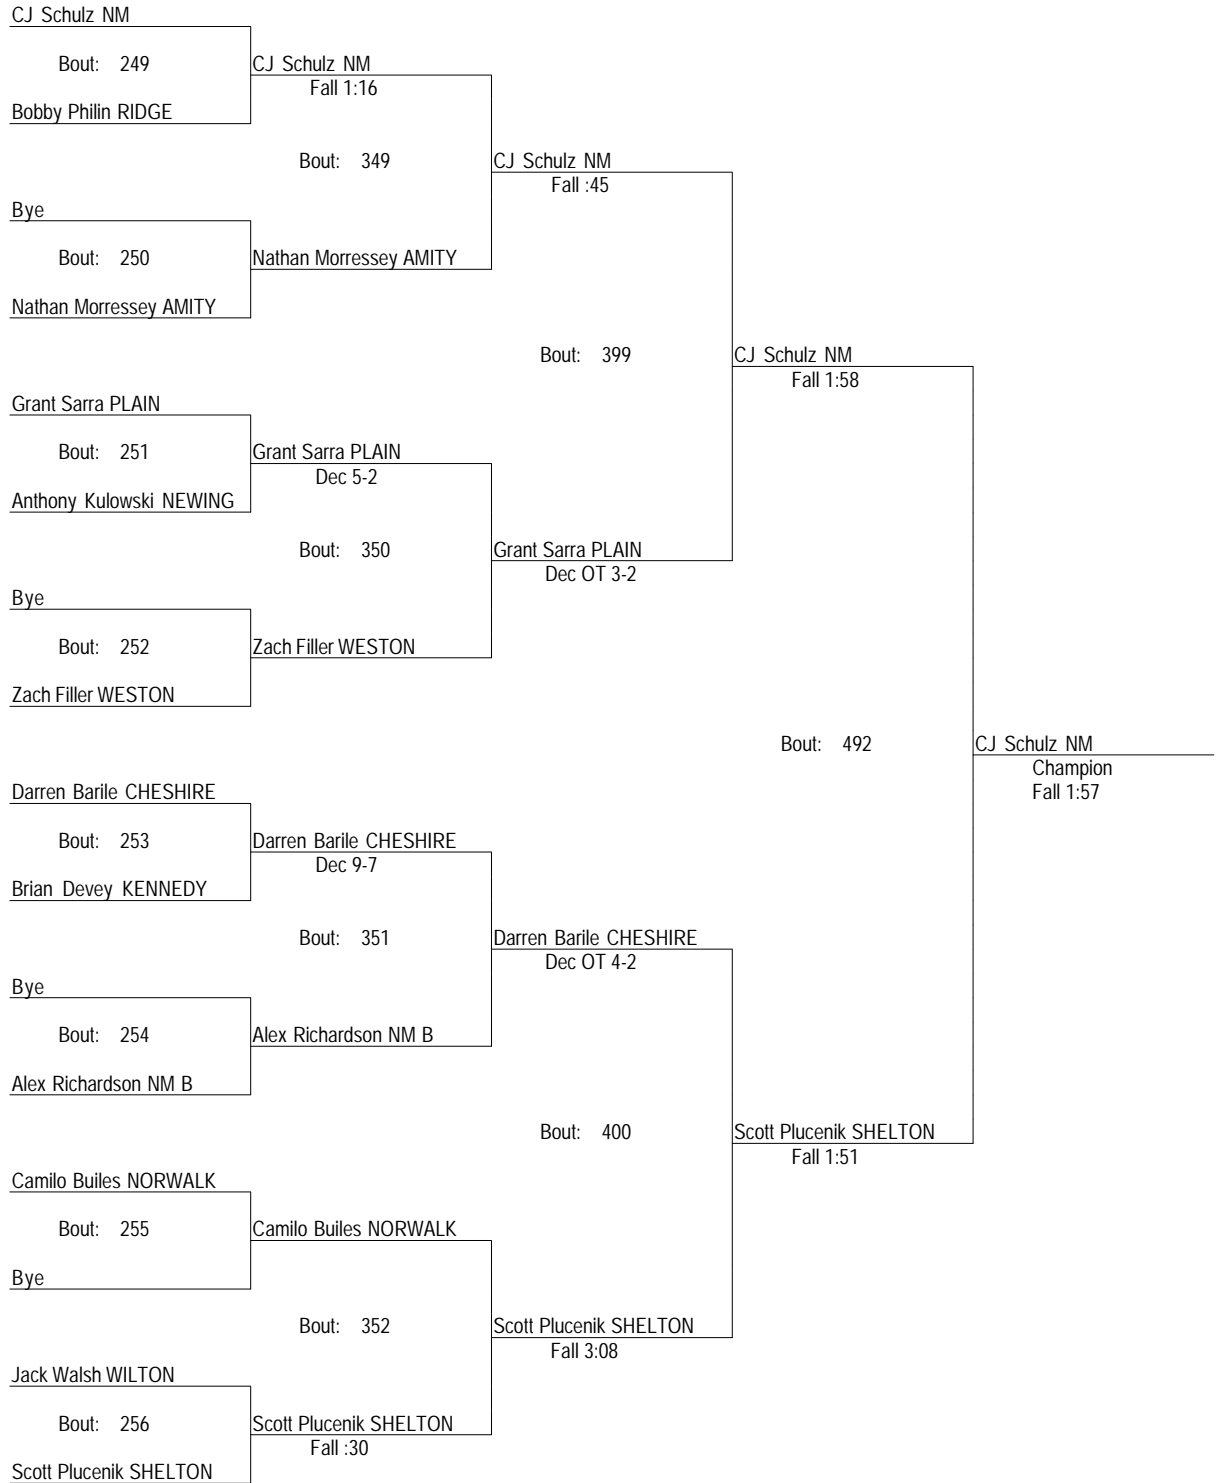 CJ Schulz NM
Bout: 249
CJ Schulz NM
Fall 1:16
Bobby Philin RIDGE
Bout: 349
CJ Schulz NM
Fall :45
Bye
Bout: 250
Nathan Morressey AMITY
Nathan Morressey AMITY
Bout: 399
CJ Schulz NM
Fall 1:58
Grant Sarra PLAIN
Bout: 251
Grant Sarra PLAIN
Dec 5-2
Anthony Kulowski NEWING
Bout: 350
Grant Sarra PLAIN
Dec OT 3-2
Bye
Bout: 252
Zach Filler WESTON
Zach Filler WESTON
Bout: 492
CJ Schulz NM
Champion
Fall 1:57
Darren Barile CHESHIRE
Bout: 253
Darren Barile CHESHIRE
Dec 9-7
Brian Devey KENNEDY
Bout: 351
Darren Barile CHESHIRE
Dec OT 4-2
Bye
Bout: 254
Alex Richardson NM B
Alex Richardson NM B
Bout: 400
Scott Plucenik SHELTON
Fall 1:51
Camilo Builes NORWALK
Bout: 255
Camilo Builes NORWALK
Bye
Bout: 352
Scott Plucenik SHELTON
Fall 3:08
Jack Walsh WILTON
Bout: 256
Scott Plucenik SHELTON
Fall :30
Scott Plucenik SHELTON